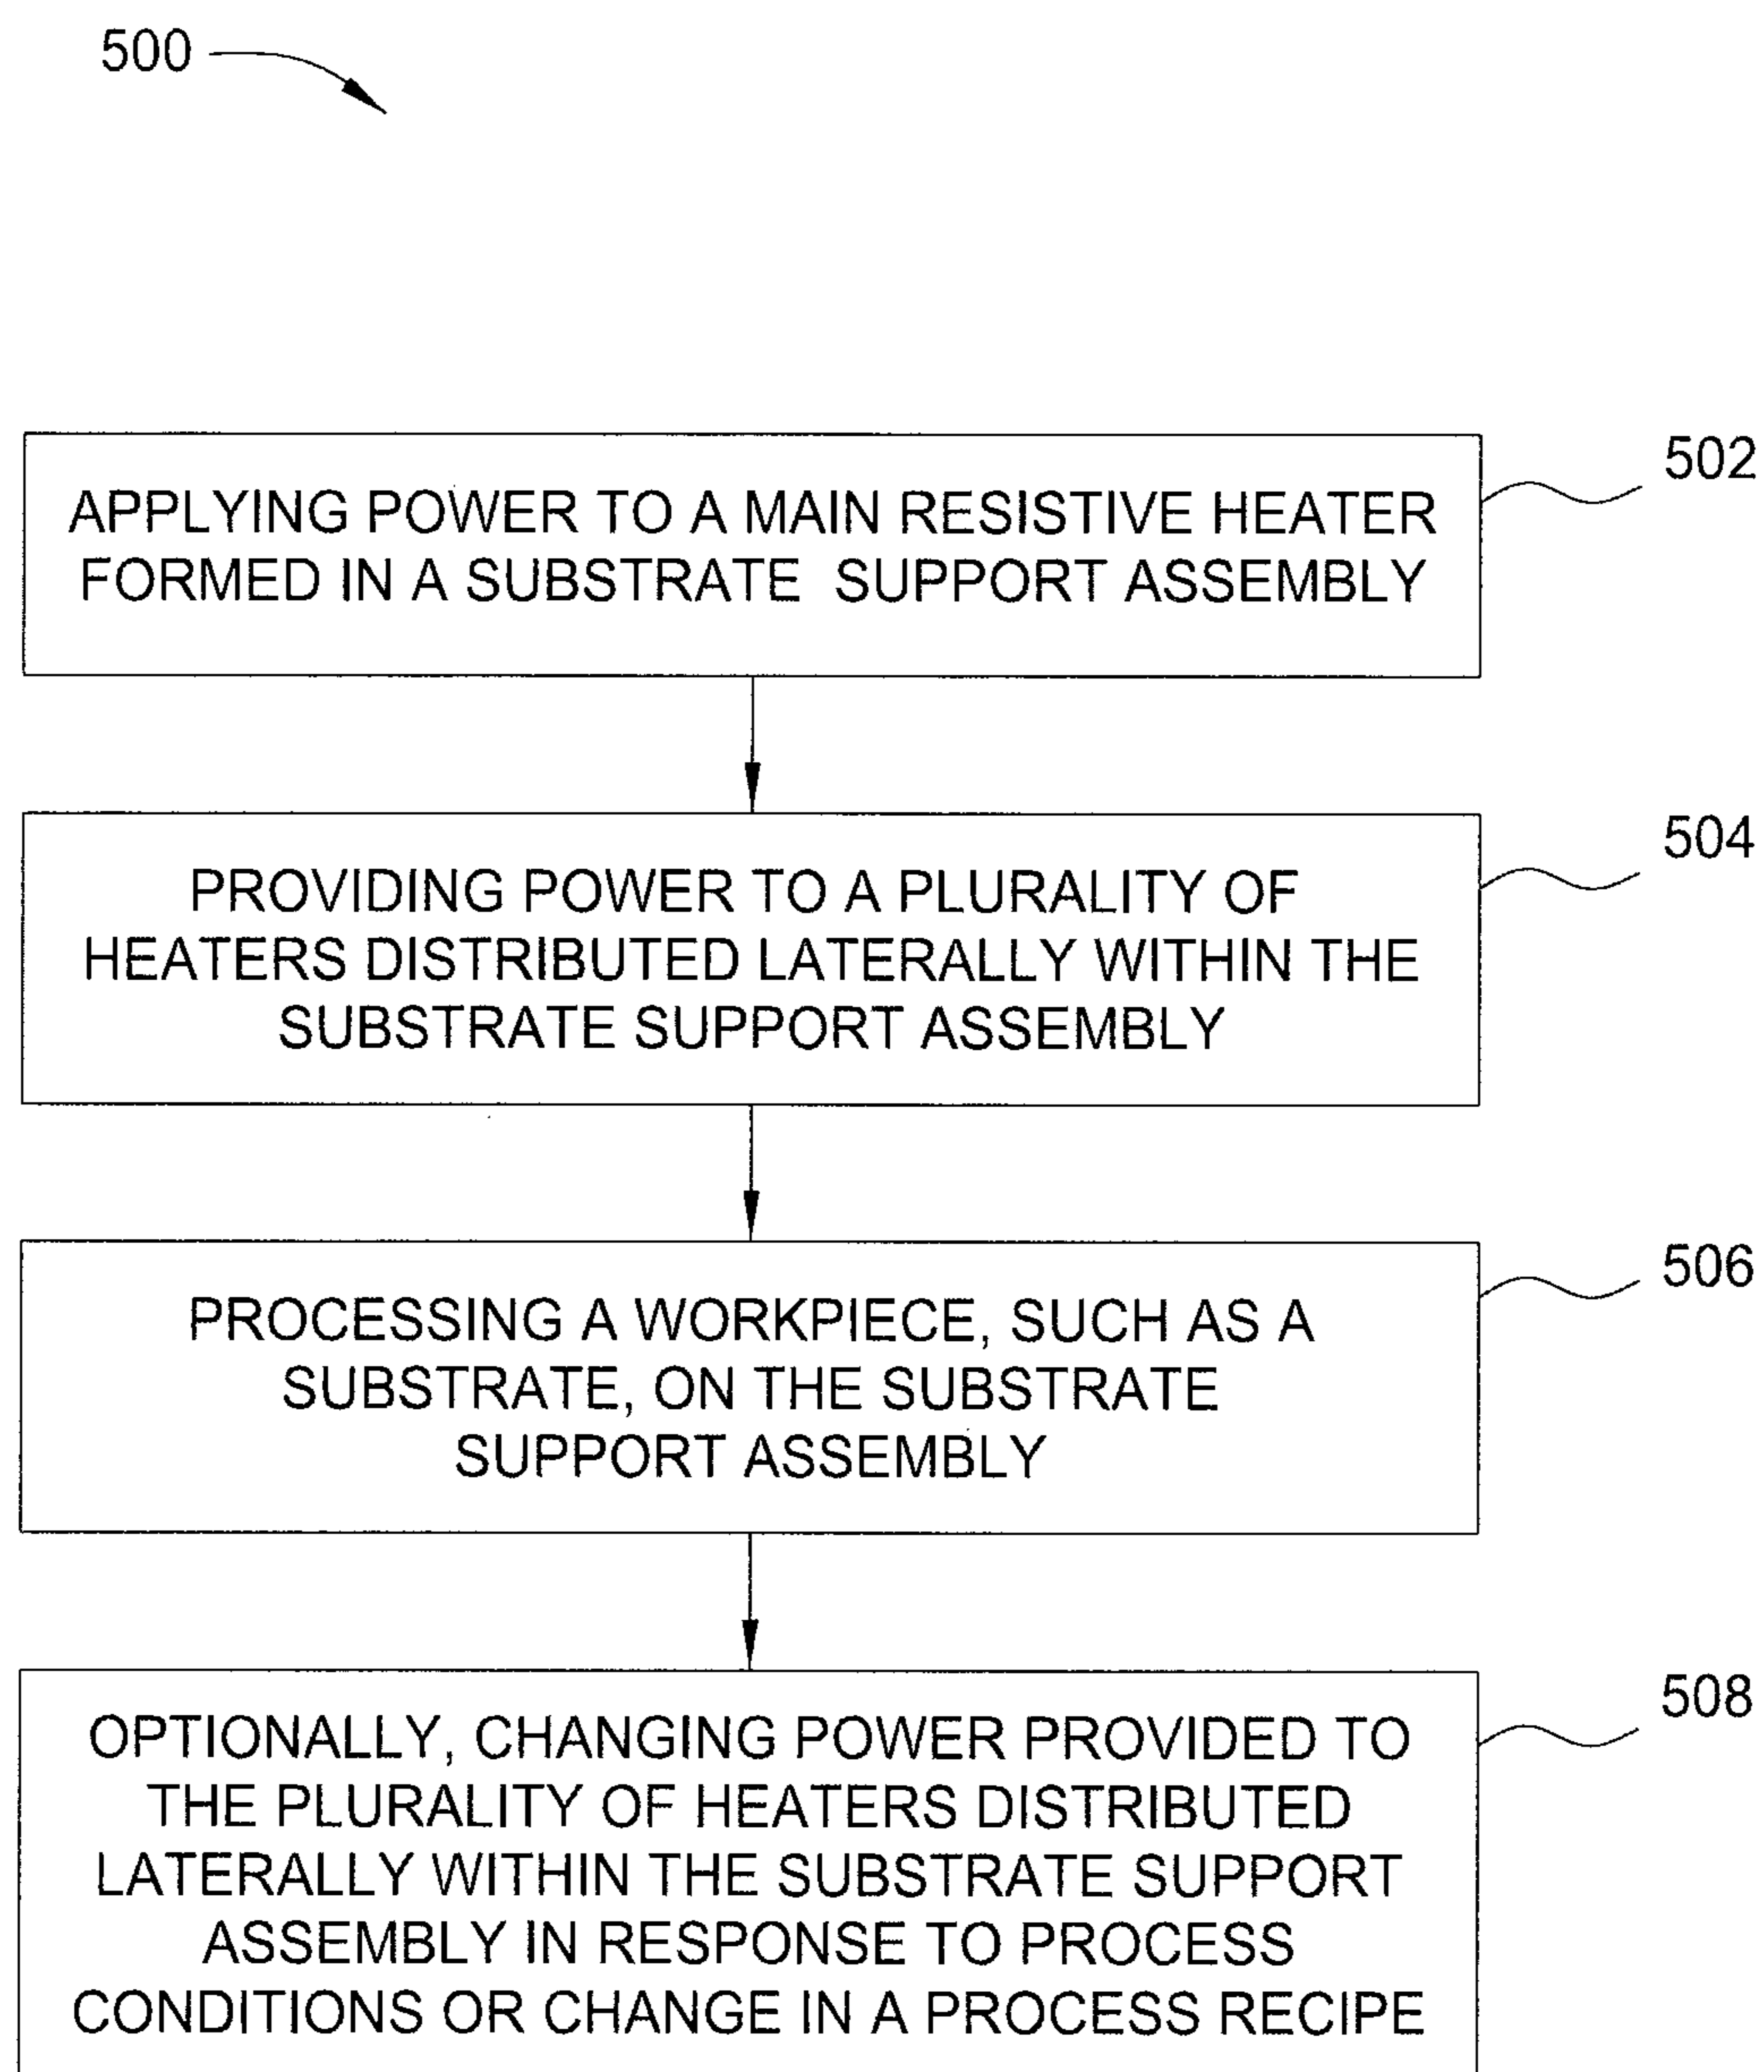 500
502
APPLYING POWER TO A MAIN RESISTIVE HEATER
FORMED IN A SUBSTRATE SUPPORT ASSEMBLY
504
PROVIDING POWER TO A PLURALITY OF
HEATERS DISTRIBUTED LATERALLY WITHIN THE
SUBSTRATE SUPPORT ASSEMBLY
506
PROCESSING A WORKPIECE, SUCH AS A
SUBSTRATE, ON THE SUBSTRATE
SUPPORT ASSEMBLY
508
OPTIONALLY, CHANGING POWER PROVIDED TO
THE PLURALITY OF HEATERS DISTRIBUTED
LATERALLY WITHIN THE SUBSTRATE SUPPORT
ASSEMBLY IN RESPONSE TO PROCESS
CONDITIONS OR CHANGE IN A PROCESS RECIPE